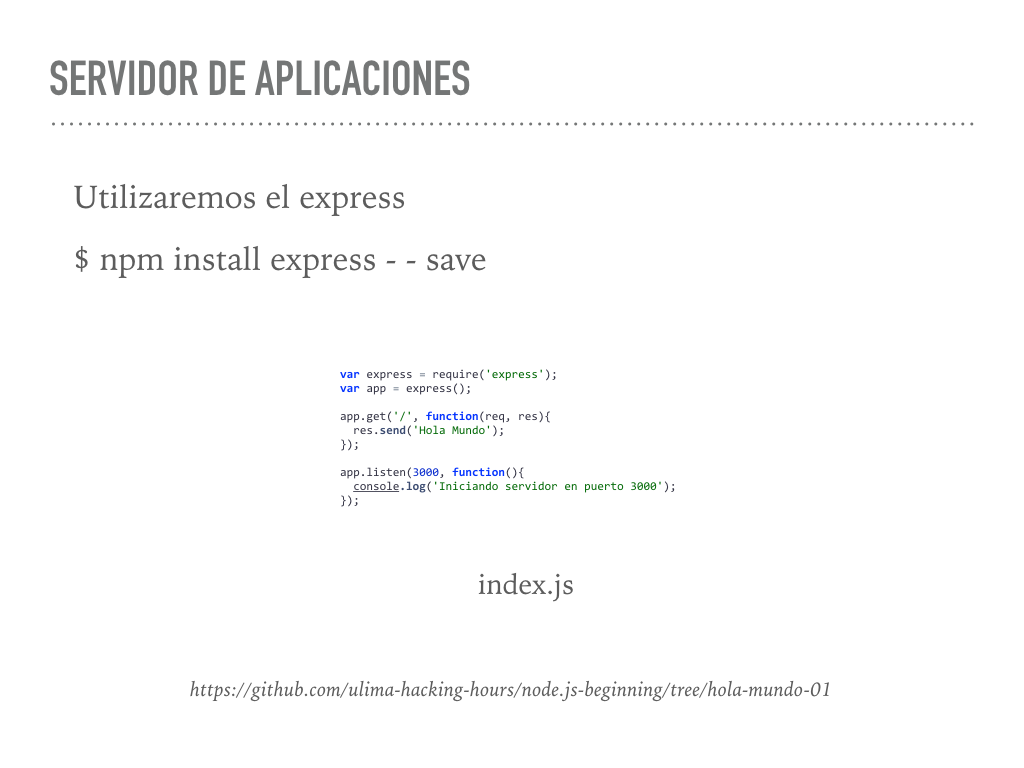 SERVIDOR DE APLICACIONES
Utilizaremos el express
$ npm install express - - save
var express = require('express');
var app = express();
app.get('/', function(req, res){
  res.send('Hola Mundo');
});
app.listen(3000, function(){
  console.log('Iniciando servidor en puerto 3000');
});
index.js
https://github.com/ulima-hacking-hours/node.js-beginning/tree/hola-mundo-01